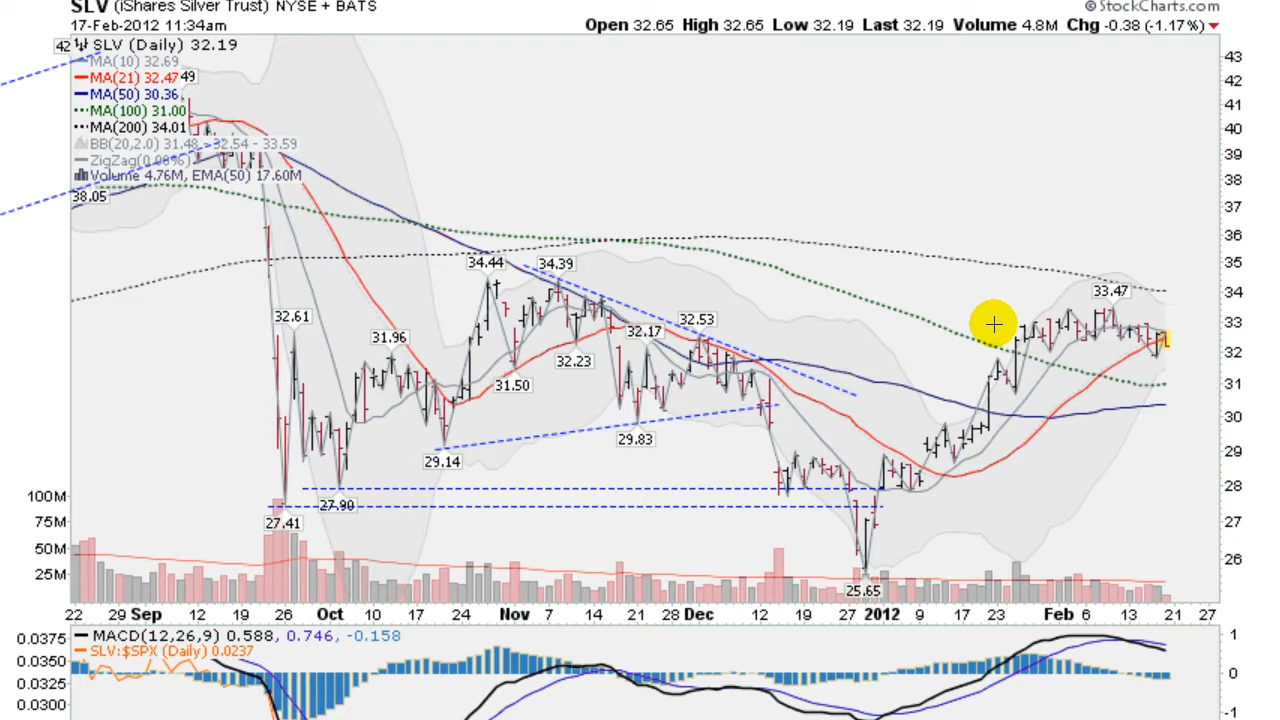 SLV (iShares Silver Trust) NYSE + BATS
© StockCharts.com
17-Feb-2012 11:34am
Open 32.65 High 32.65 Low 32.19 Last 32.19 Volume 4.8M Chg -0.38 (-1.17%)
42
SLV (Daily) 32.19
MA(10) 32.69
MA(21) 32.47
49
MA(50) 30.36
MA(100) 31.00
MA(200) 34.01
BB(20,2.0) 31.48 - 32.54 - 33.59
ZigZag(0.00%)
Volume 4.76M, EMA(50) 17.60M
38.05
32.61
27.41
27.90
31.96
29.14
34.44
31.50
34.39
32.23
32.17
29.83
32.53
25.65
33.47
43
42
41
40
39
38
37
36
35
34
33
32
31
30
29
28
27
26
100M
75M
50M
25M
22 29 Sep 12 19 26 Oct 10 17 24 Nov 7 14 21 28 Dec 12 19 27 2012 9 17 23 Feb 6 13 21 27
MACD(12,26,9) 0.588, 0.746, -0.158
SLV:$SPX (Daily) 0.0237
0.0375
0.0350
0.0325
0.0300
1
0
-1